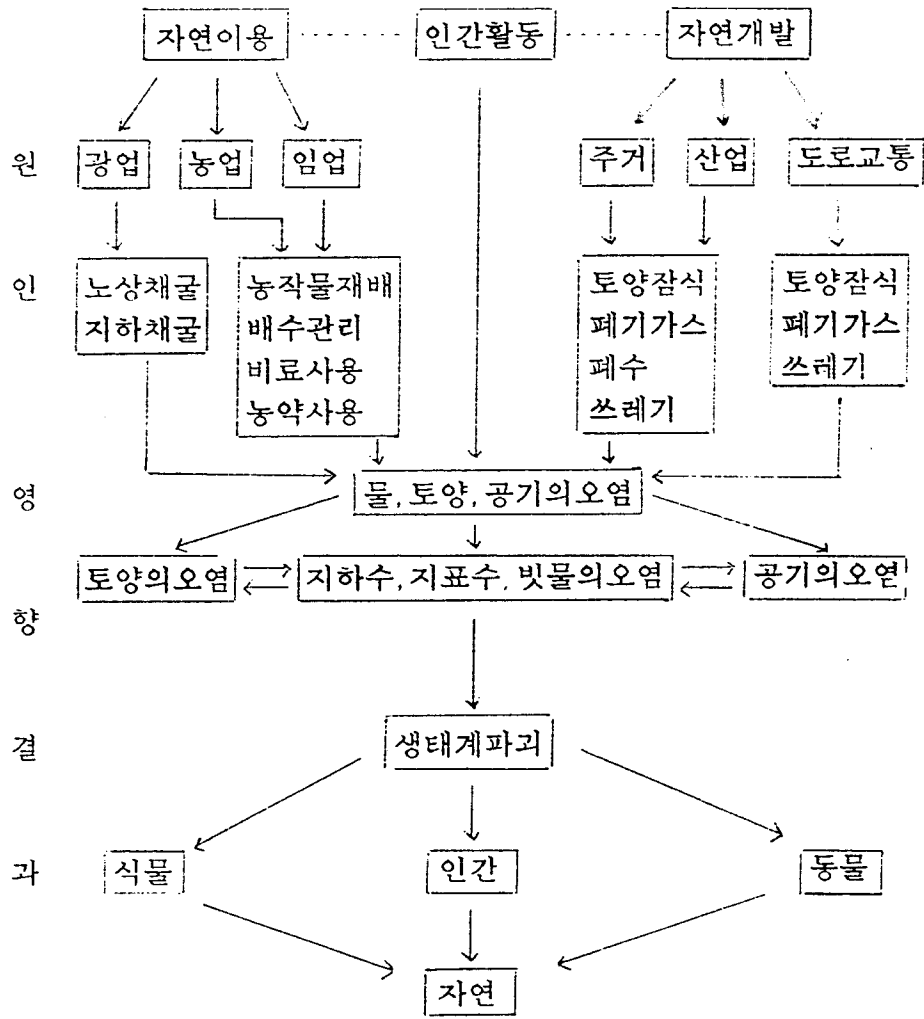 자연이용 인간활동 자연개발
원 광업 농업 임업 주거 산업 도로교통
인 노상채굴 농작물재배 토양잠식 토양잠식
지하채굴 배수관리 폐기가스 폐기가스
비료사용 폐수 쓰레기
농약사용 쓰레기
영 물, 토양, 공기의오염
토양의오염 지하수, 지표수, 빗물의오염 공기의오염
향
결 생태계파괴
과 식물 인간 동물
자연